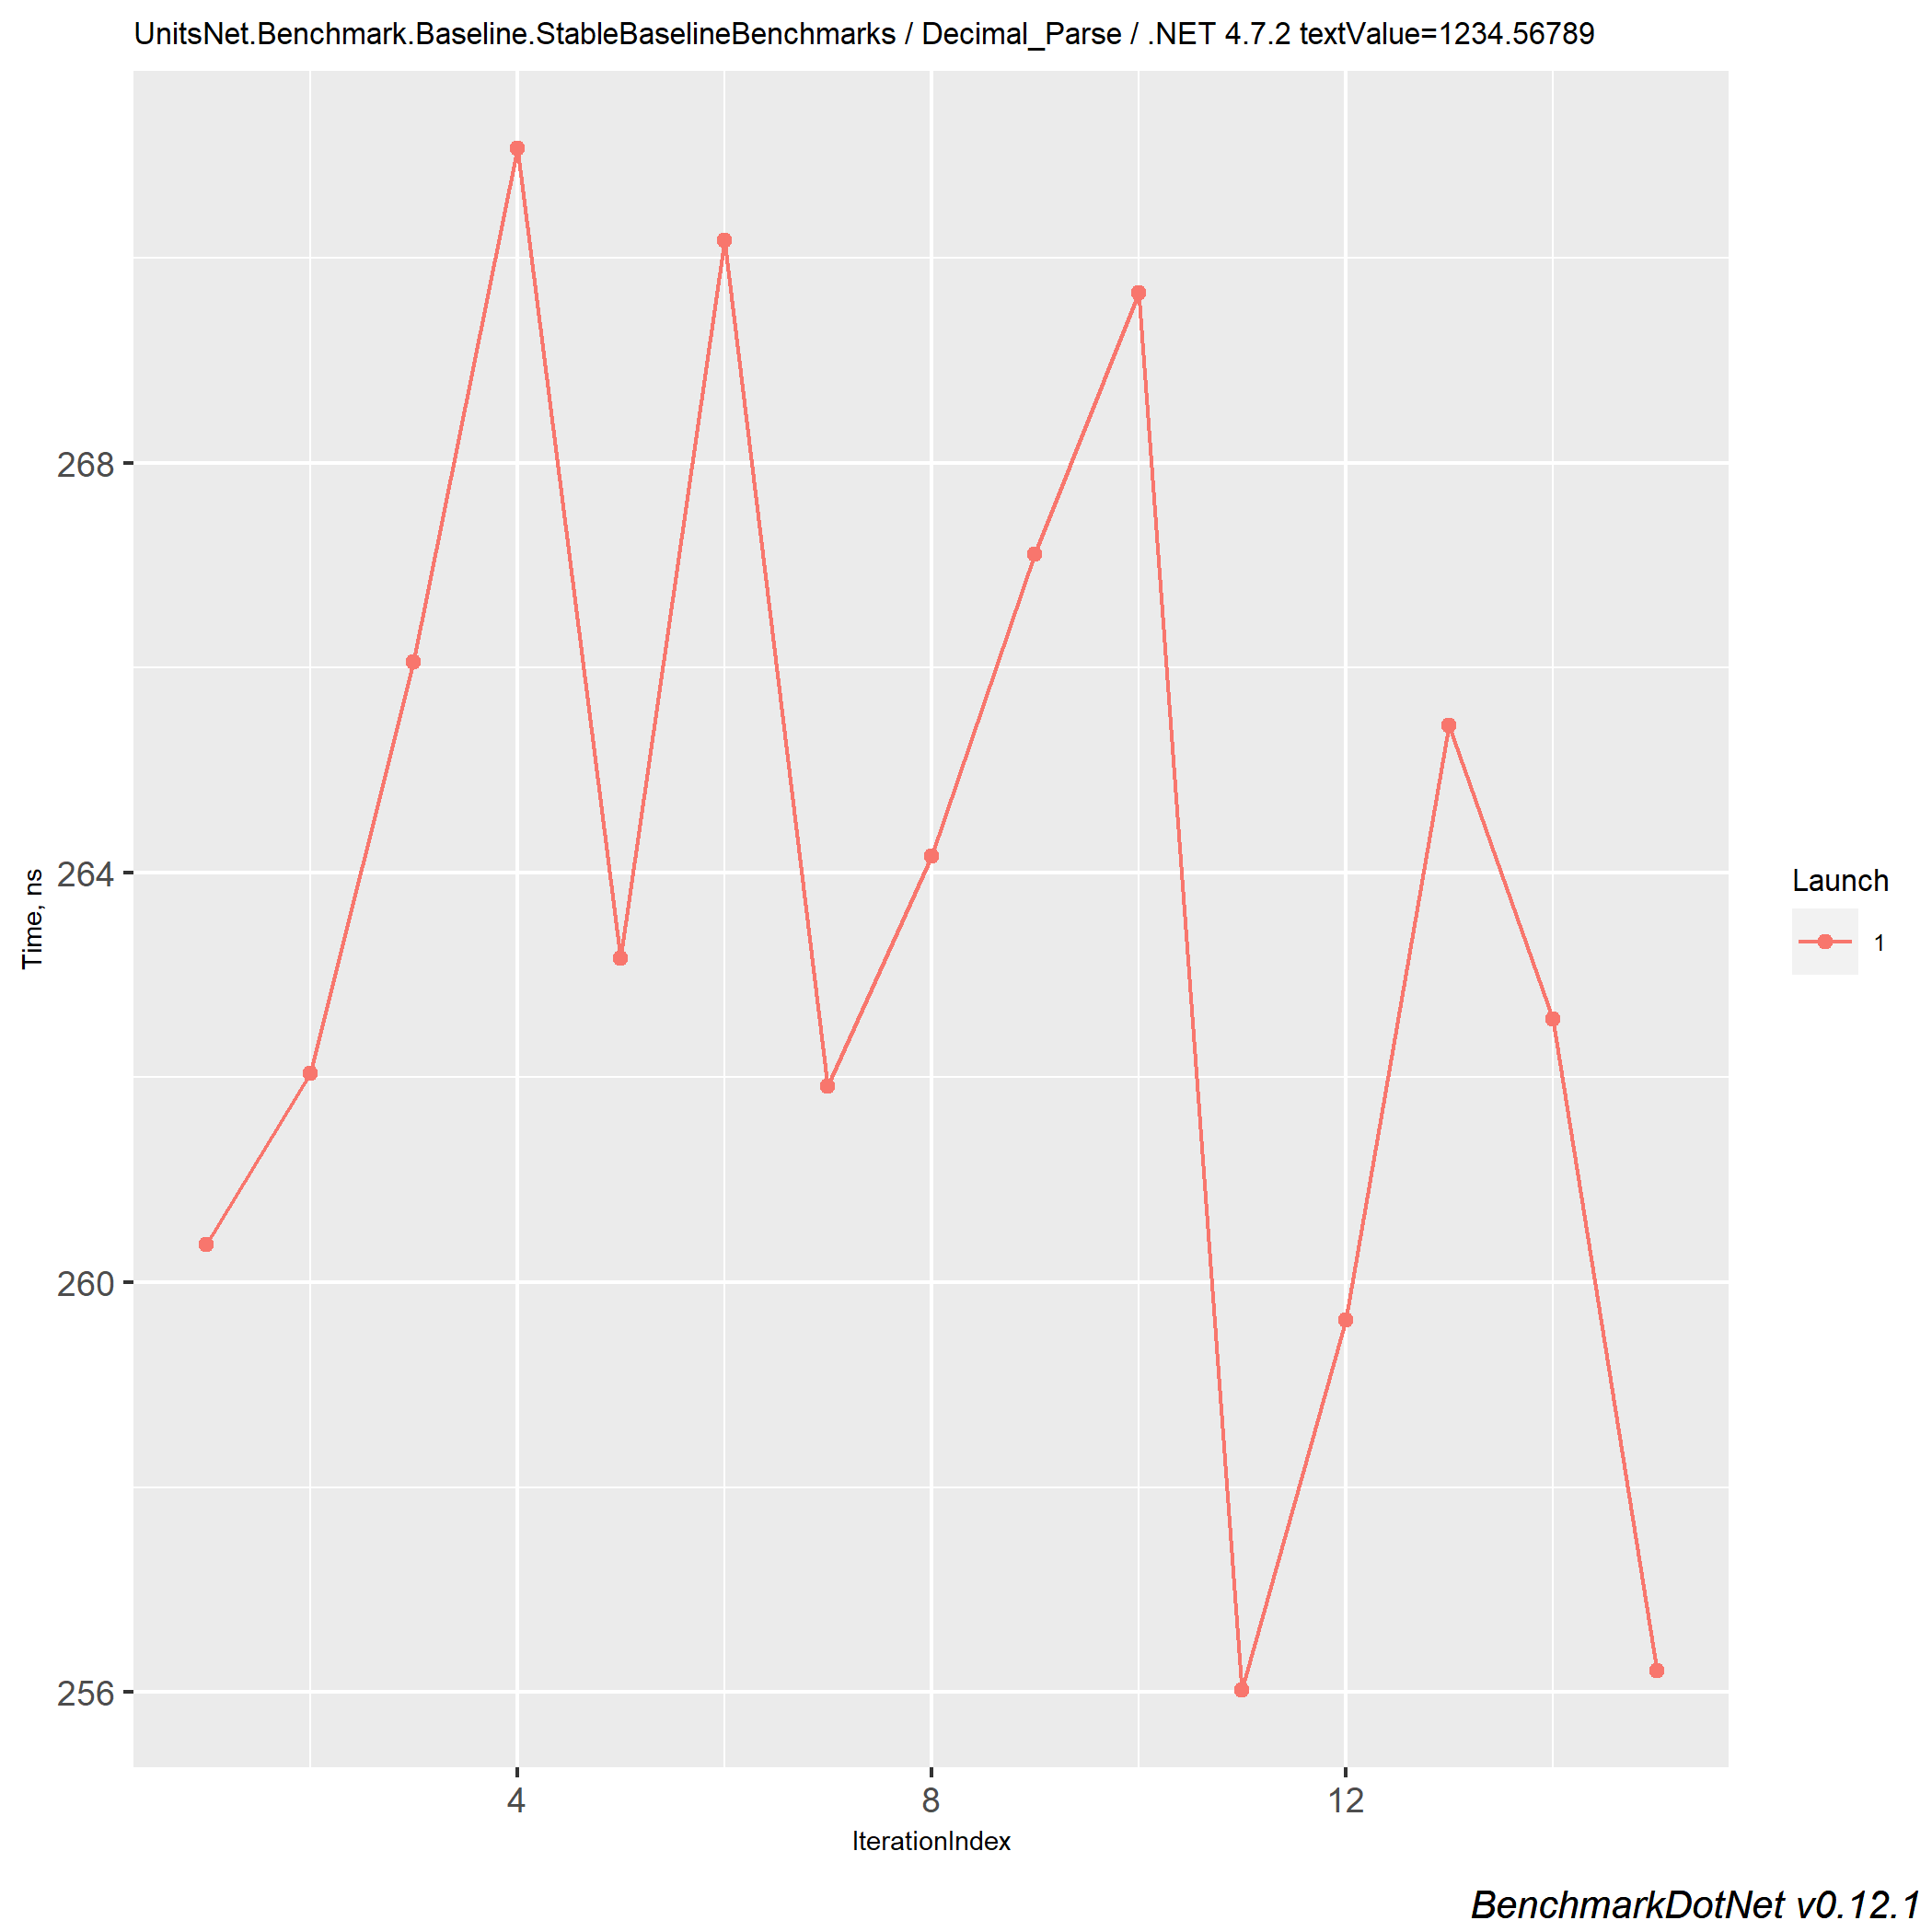 UnitsNet.Benchmark.Baseline.StableBaselineBenchmarks / Decimal_Parse / .NET 4.7.2 textValue=1234.56789
268
264
260
256
Time, ns
4 8 12
IterationIndex
Launch
1
BenchmarkDotNet v0.12.1